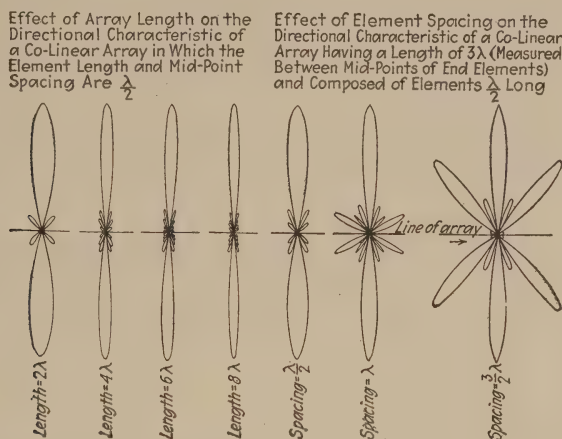 Effect of Array Length on the
Directional Characteristic of
a Co-Linear Array in Which the
Element Length and Mid-Point
Spacing Are λ/2
Effect of Element Spacing on the
Directional Characteristic of a Co-Linear
Array Having a Length of 3λ (Measured
Between Mid-Points of End Elements)
and Composed of Elements λ/2 Long
Line of array
Length=2λ
Length=4λ
Length=6λ
Length=8λ
Spacing=λ/2
Spacing=λ
Spacing=3/2 λ